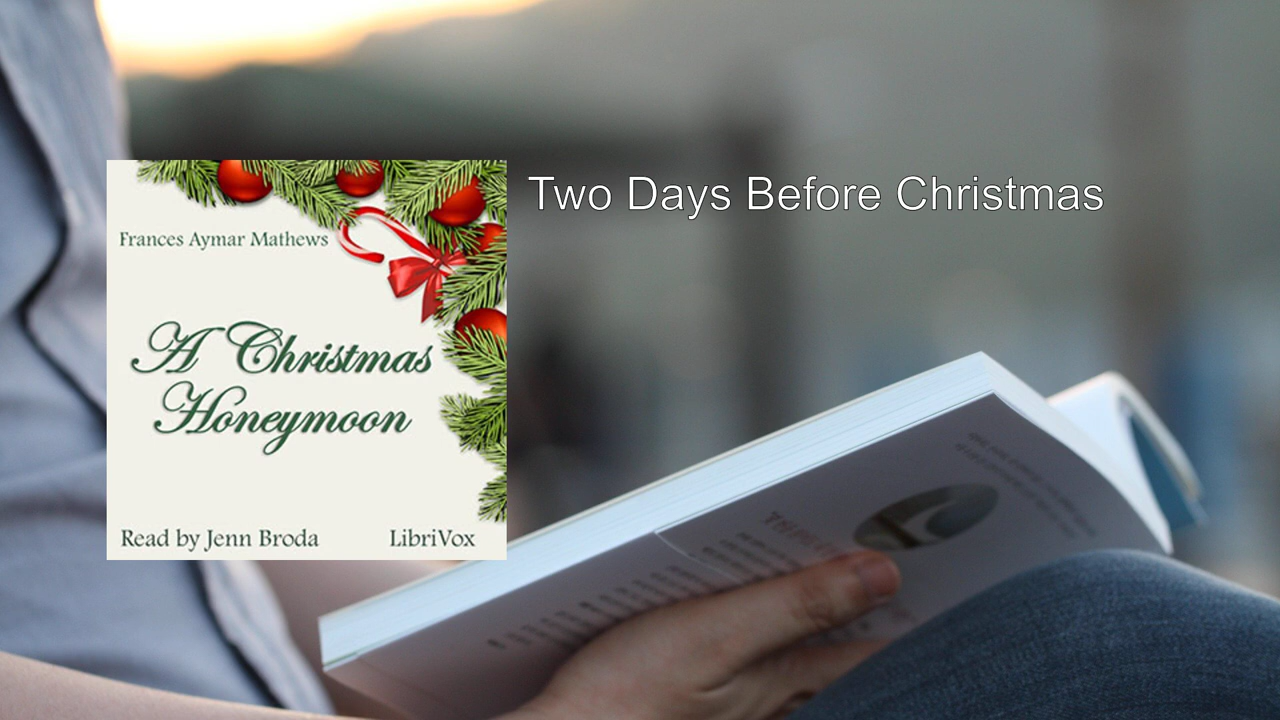 Two Days Before Christmas
Frances Aymar Mathews
A Christmas
Honeymoon
Read by Jenn Broda
LibriVox